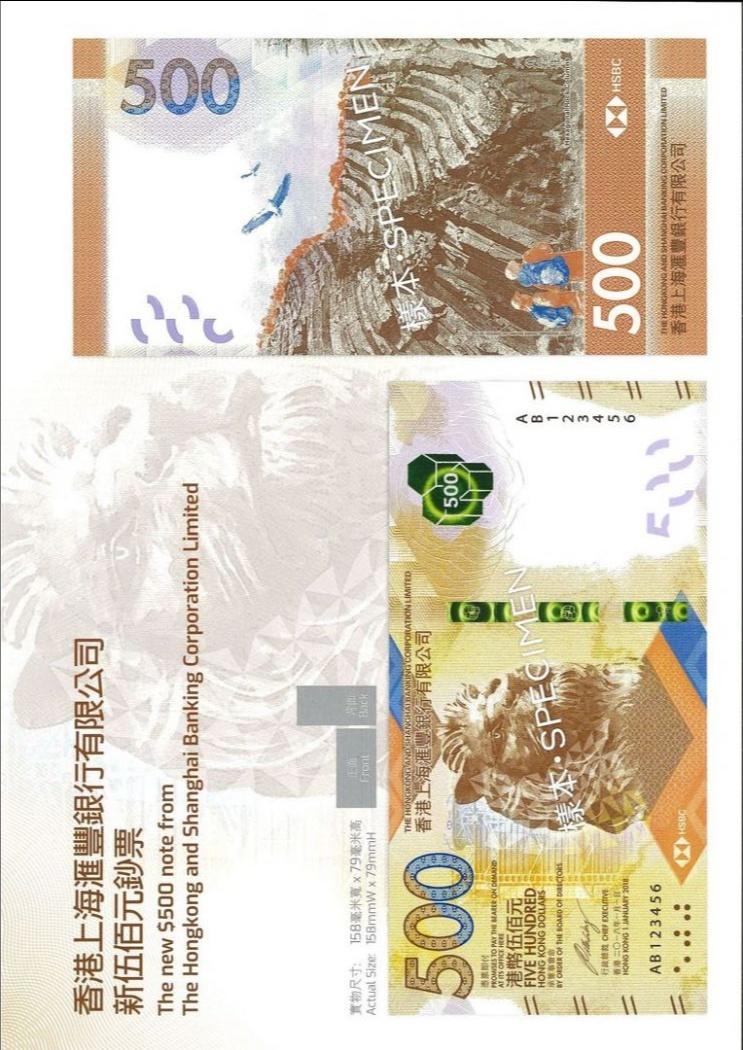 香港上海滙豐銀行有限公司
新伍佰元鈔票
The new $500 note from
The Hongkong and Shanghai Banking Corporation Limited
實物尺寸: 158毫米寬 x 79毫米高
Actual Size: 158mmW x 79mmH
正面
Front
背面
Back
500
樣本·SPECIMEN
HSBC
500
THE HONGKONG AND SHANGHAI BANKING CORPORATION LIMITED
香港上海滙豐銀行有限公司
THE HONGKONG AND SHANGHAI BANKING CORPORATION LIMITED
香港上海滙豐銀行有限公司
500
憑票即付
PROMISES TO PAY THE BEARER ON DEMAND
AT ITS OFFICE HERE
港幣伍佰元
FIVE HUNDRED
HONG KONG DOLLARS
承董事會命
BY ORDER OF THE BOARD OF DIRECTORS
行政總裁 CHIEF EXECUTIVE
香港 二〇一八年一月一日
HONG KONG 1 JANUARY 2018
AB123456
HSBC
樣本·SPECIMEN
500
AB123456